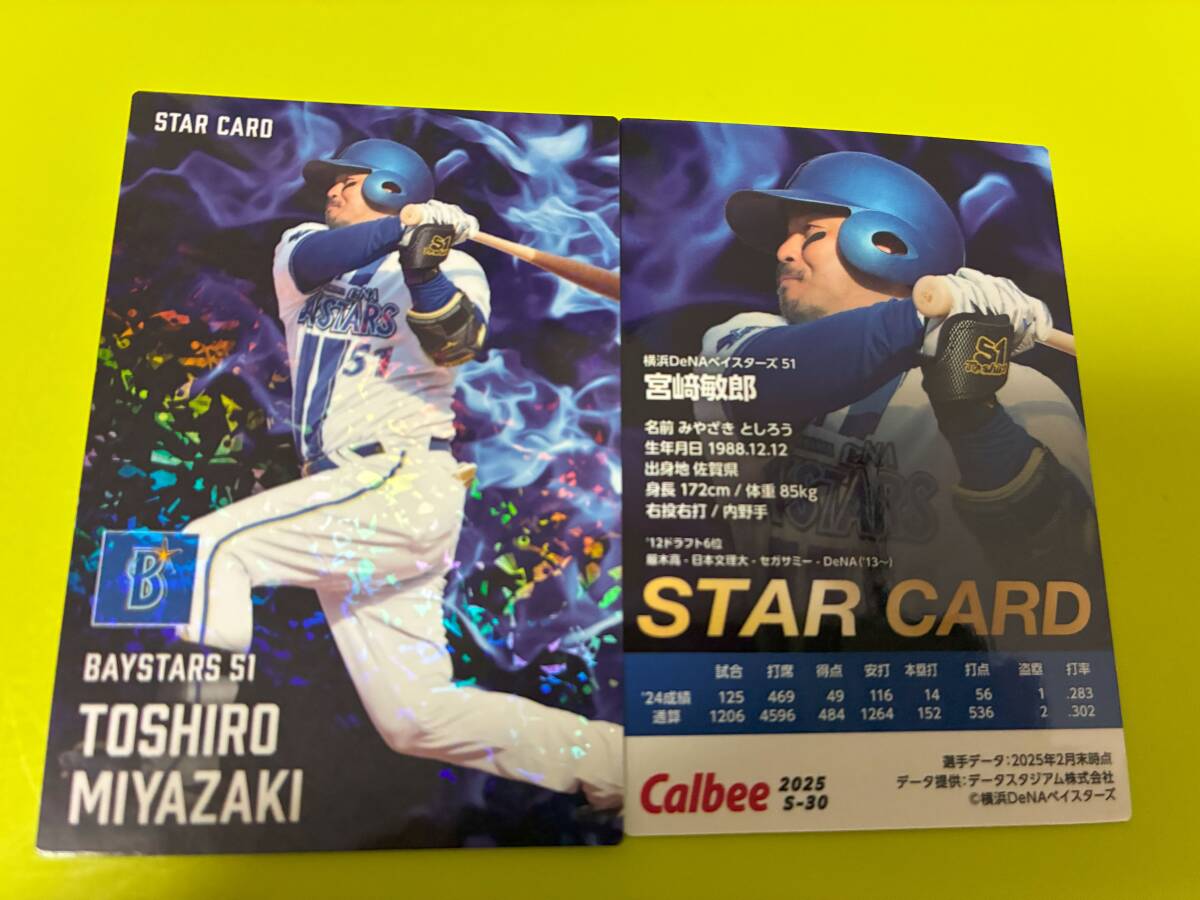 STAR CARD
S1
DeNA
BAYSTARS
51
B
BAYSTARS 51
TOSHIRO
MIYAZAKI
S1
Toshiro
横浜DeNAベイスターズ 51
宮﨑敏郎
名前 みやざき としろう
生年月日 1988.12.12
出身地 佐賀県
身長 172cm / 体重 85kg
右投右打 / 内野手
'12ドラフト6位
厳木高 - 日本文理大 - セガサミー - DeNA ('13〜)
STAR CARD
試合 打席 得点 安打 本塁打 打点 盗塁 打率
'24成績 125 469 49 116 14 56 1 .283
通算 1206 4596 484 1264 152 536 2 .302
Calbee 2025
S-30
選手データ:2025年2月末時点
データ提供:データスタジアム株式会社
©横浜DeNAベイスターズ